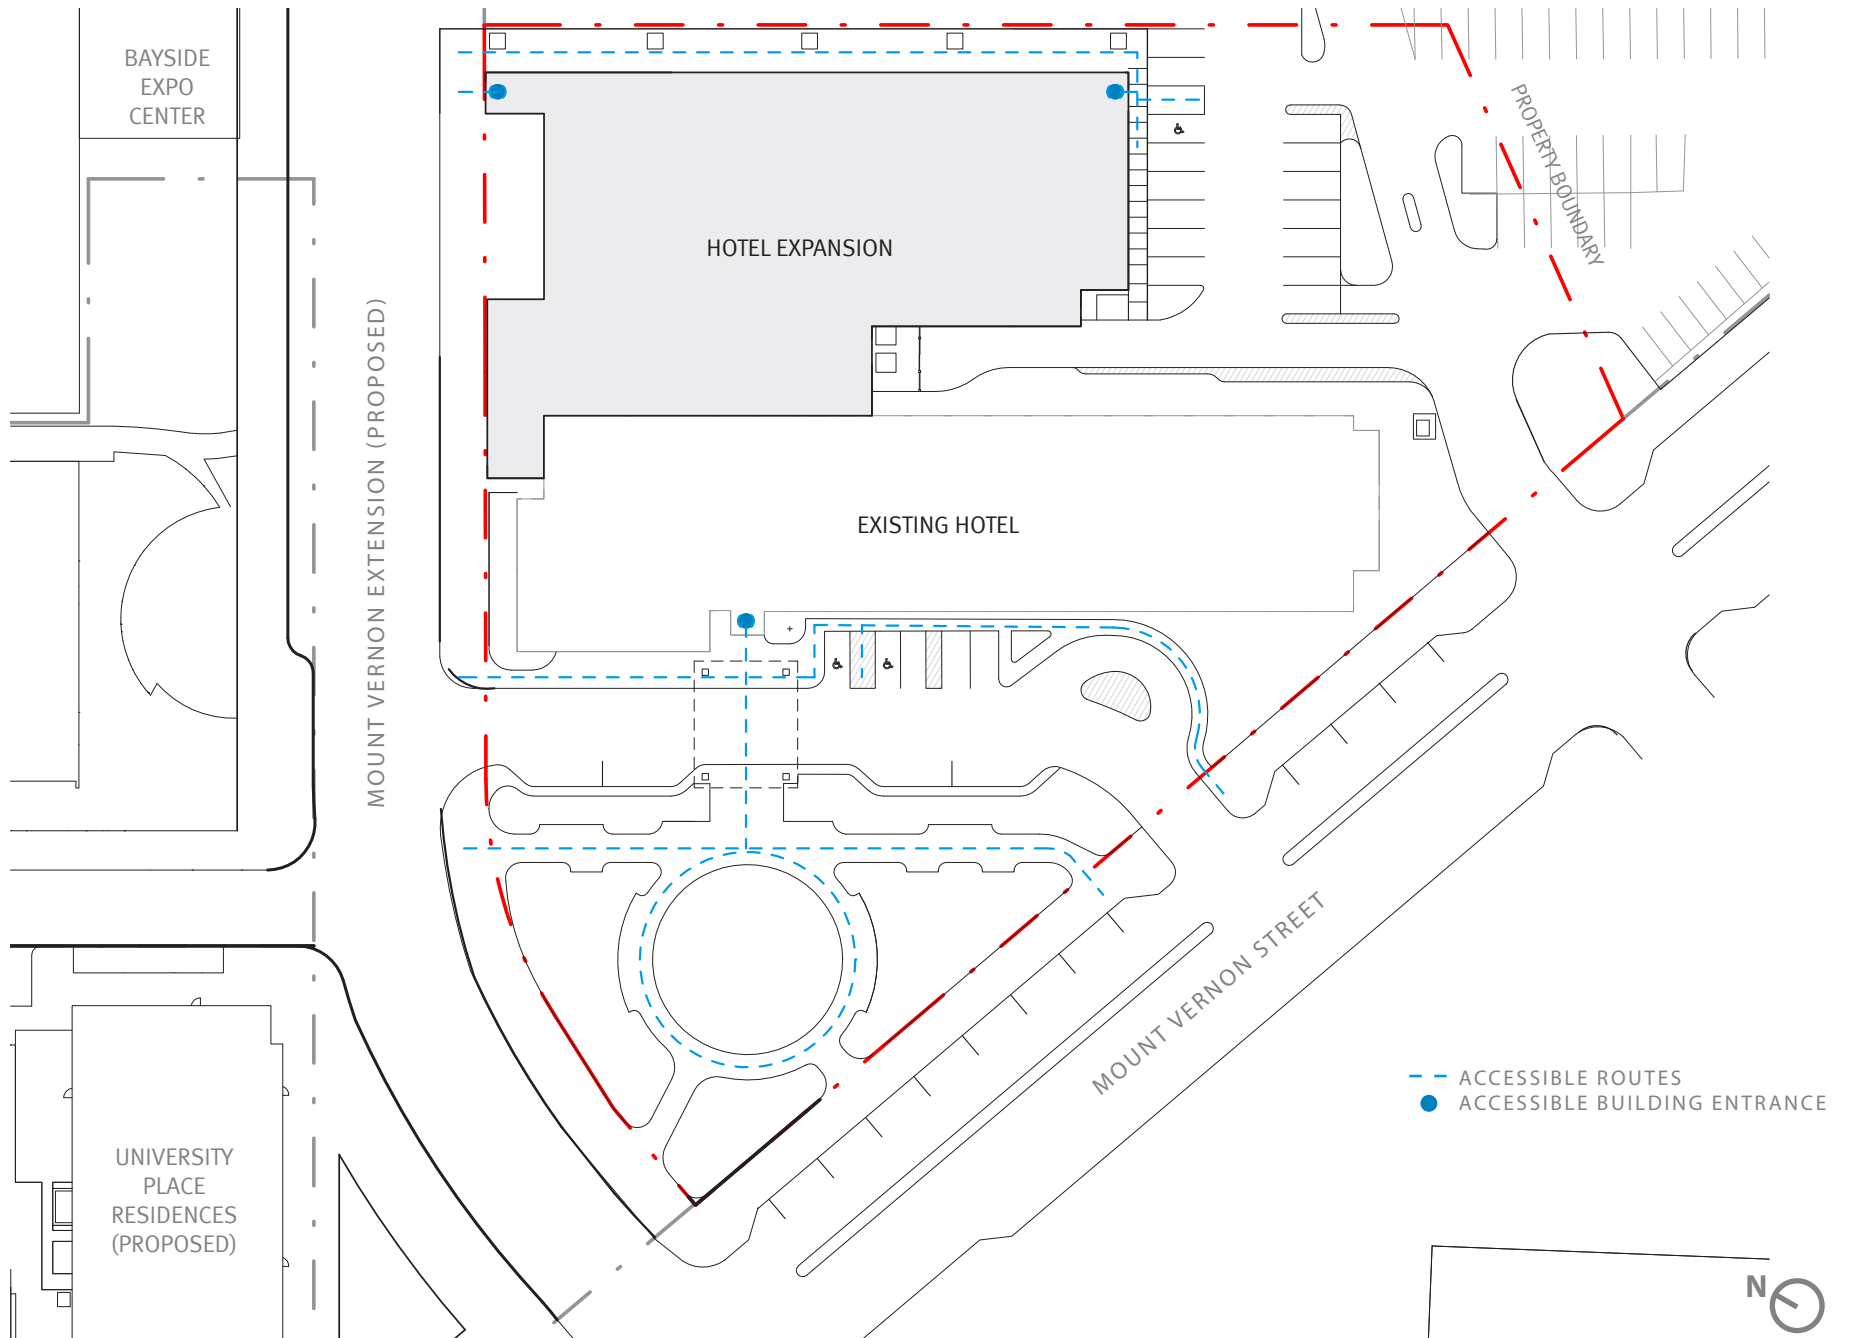 BAYSIDE
EXPO
CENTER
PROPERTY BOUNDARY
HOTEL EXPANSION
MOUNT VERNON EXTENSION (PROPOSED)
EXISTING HOTEL
MOUNT VERNON STREET
ACCESSIBLE ROUTES
ACCESSIBLE BUILDING ENTRANCE
UNIVERSITY
PLACE
RESIDENCES
(PROPOSED)
N